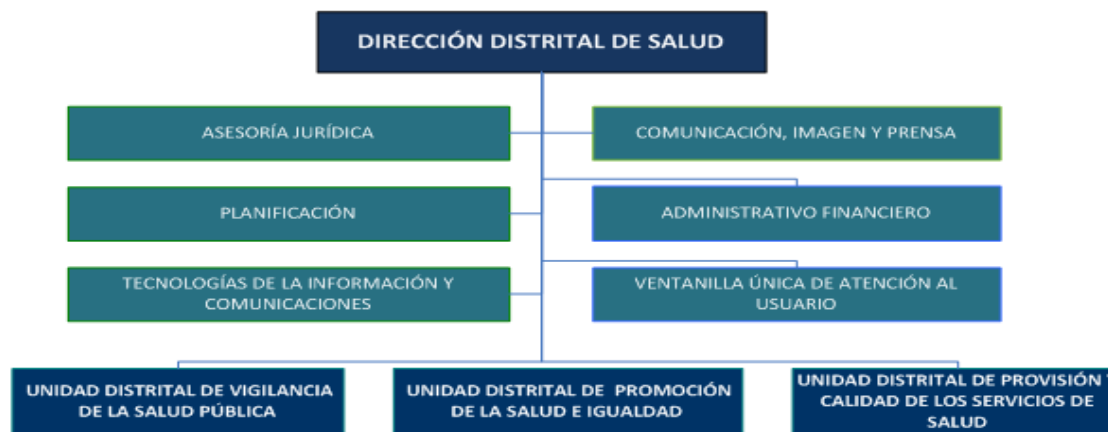 DIRECCIÓN DISTRITAL DE SALUD
ASESORÍA JURÍDICA
COMUNICACIÓN, IMAGEN Y PRENSA
PLANIFICACIÓN
ADMINISTRATIVO FINANCIERO
TECNOLOGÍAS DE LA INFORMACIÓN Y
COMUNICACIONES
VENTANILLA ÚNICA DE ATENCIÓN AL
USUARIO
UNIDAD DISTRITAL DE VIGILANCIA
DE LA SALUD PÚBLICA
UNIDAD DISTRITAL DE PROMOCIÓN
DE LA SALUD E IGUALDAD
UNIDAD DISTRITAL DE PROVISIÓN Y
CALIDAD DE LOS SERVICIOS DE
SALUD